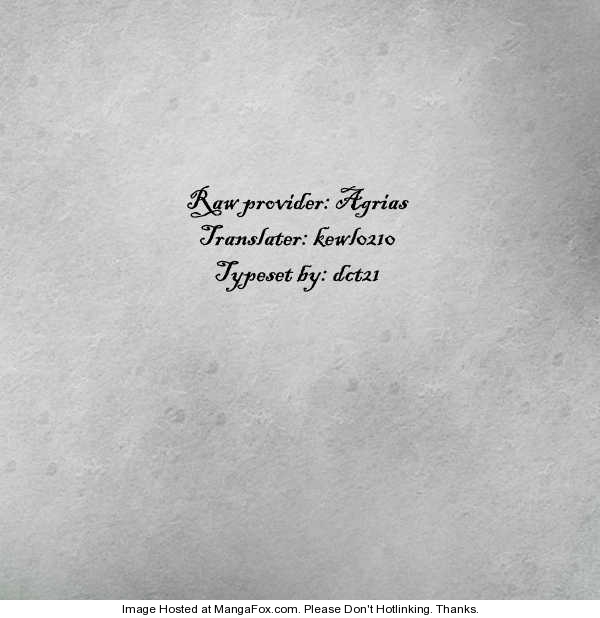 Raw provider: Agrias
Translater: kewl0210
Typeset by: dct21
Image Hosted at MangaFox.com. Please Don't Hotlinking. Thanks.